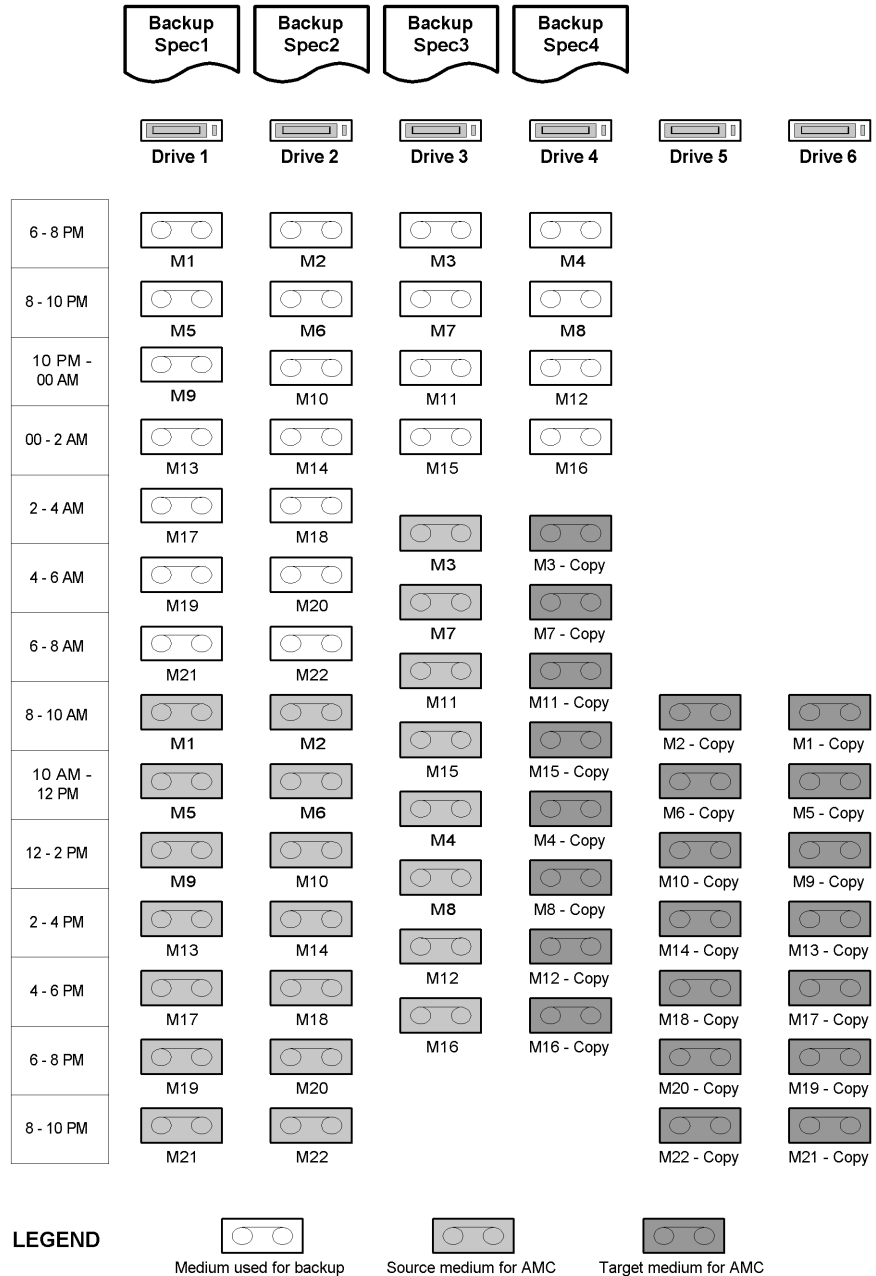 Backup Spec1
Backup Spec2
Backup Spec3
Backup Spec4
Drive 1
Drive 2
Drive 3
Drive 4
Drive 5
Drive 6
6 - 8 PM
M1
M2
M3
M4
8 - 10 PM
M5
M6
M7
M8
10 PM -
00 AM
M9
M10
M11
M12
00 - 2 AM
M13
M14
M15
M16
2 - 4 AM
M17
M18
M3
M3 - Copy
4 - 6 AM
M19
M20
M7
M7 - Copy
6 - 8 AM
M21
M22
M11
M11 - Copy
8 - 10 AM
M1
M2
M2 - Copy
M1 - Copy
M15
M15 - Copy
10 AM -
12 PM
M5
M6
M6 - Copy
M5 - Copy
M4
M4 - Copy
12 - 2 PM
M9
M10
M10 - Copy
M9 - Copy
M8
M8 - Copy
2 - 4 PM
M13
M14
M14 - Copy
M13 - Copy
M12
M12 - Copy
4 - 6 PM
M17
M18
M18 - Copy
M17 - Copy
M16
M16 - Copy
6 - 8 PM
M19
M20
M20 - Copy
M19 - Copy
8 - 10 PM
M21
M22
M22 - Copy
M21 - Copy
LEGEND
Medium used for backup
Source medium for AMC
Target medium for AMC